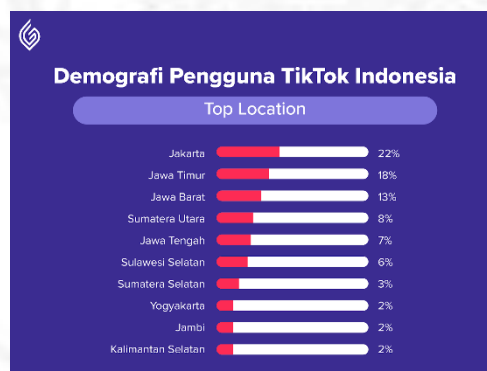 Demografi Pengguna TikTok Indonesia
Top Location
Jakarta 22%
Jawa Timur 18%
Jawa Barat 13%
Sumatera Utara 8%
Jawa Tengah 7%
Sulawesi Selatan 6%
Sumatera Selatan 3%
Yogyakarta 2%
Jambi 2%
Kalimantan Selatan 2%